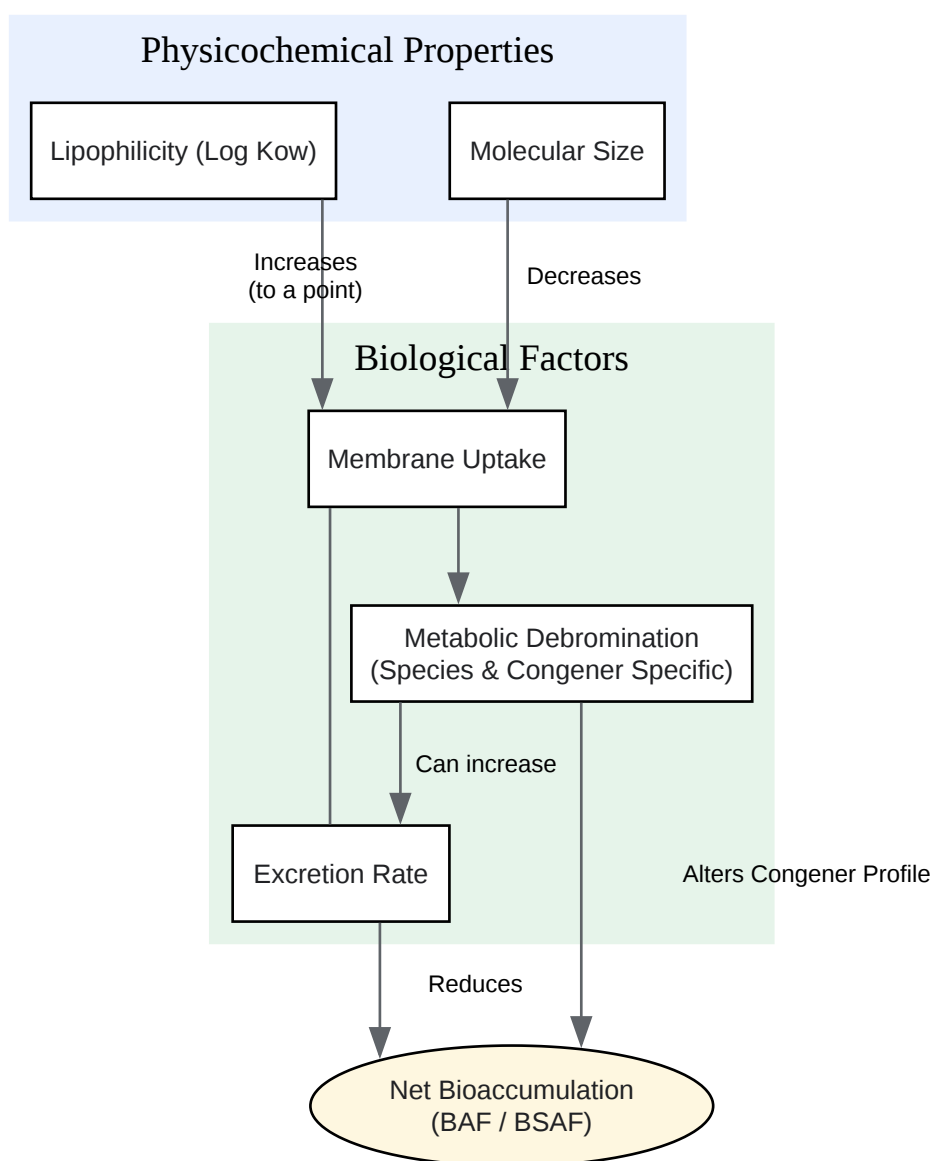 Physicochemical Properties
Lipophilicity (Log Kow)
Molecular Size
Increases
(to a point)
Decreases
Biological Factors
Membrane Uptake
Metabolic Debromination
(Species & Congener Specific)
Can increase
Excretion Rate
Alters Congener Profile
Reduces
Net Bioaccumulation
(BAF / BSAF)